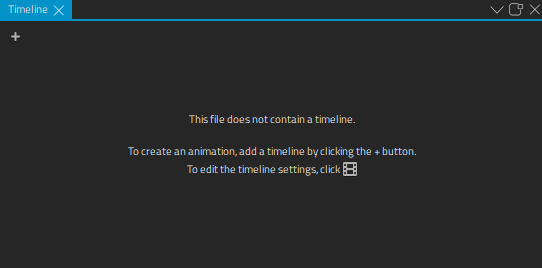 Timeline
+
This file does not contain a timeline.
To create an animation, add a timeline by clicking the + button.
To edit the timeline settings, click